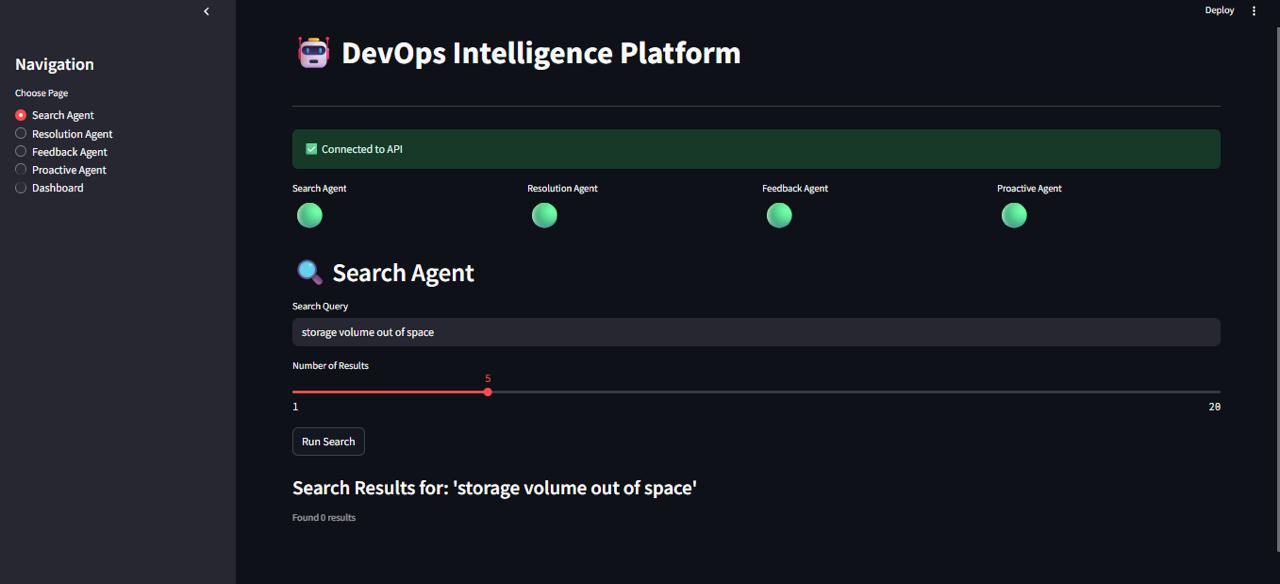 Deploy
Navigation
Choose Page
Search Agent
Resolution Agent
Feedback Agent
Proactive Agent
Dashboard
DevOps Intelligence Platform
Connected to API
Search Agent Resolution Agent Feedback Agent Proactive Agent
Search Agent
Search Query
storage volume out of space
Number of Results
5
1 20
Run Search
Search Results for: 'storage volume out of space'
Found 0 results